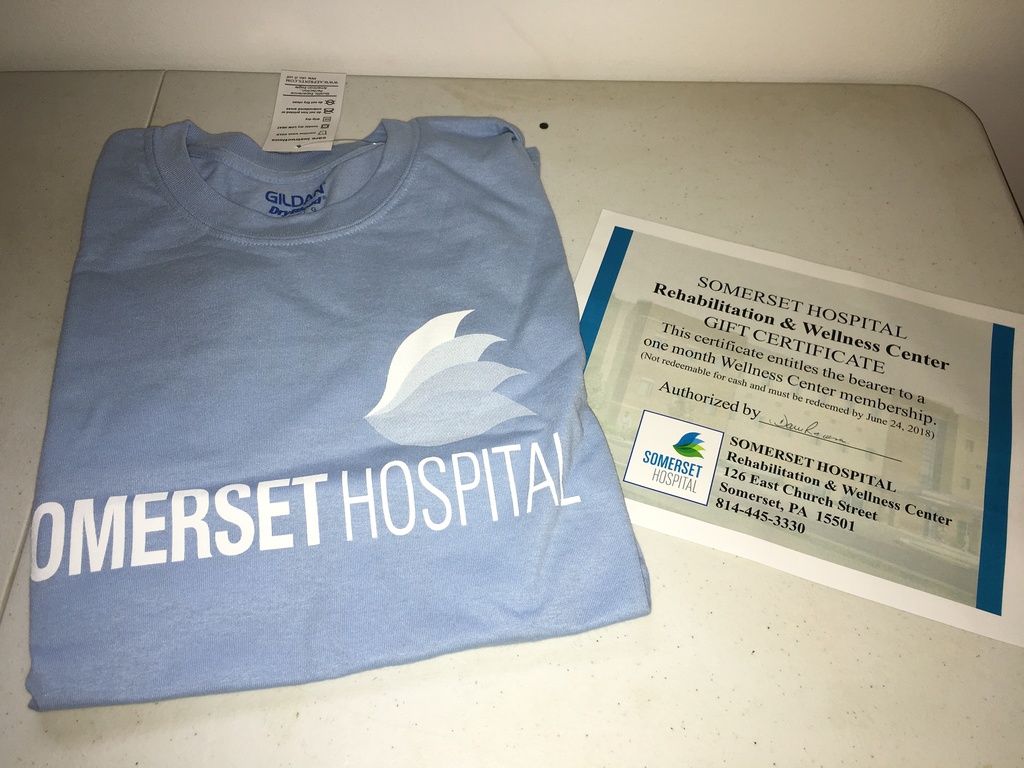 GILDAN
OMERSET HOSPITAL
SOMERSET HOSPITAL
Rehabilitation & Wellness Center
GIFT CERTIFICATE
This certificate entitles the bearer to a
one month Wellness Center membership.
(Not redeemable for cash and must be redeemed by June 24, 2018)
Authorized by
SOMERSET
HOSPITAL
SOMERSET HOSPITAL
Rehabilitation & Wellness Center
126 East Church Street
Somerset, PA 15501
814-445-3330